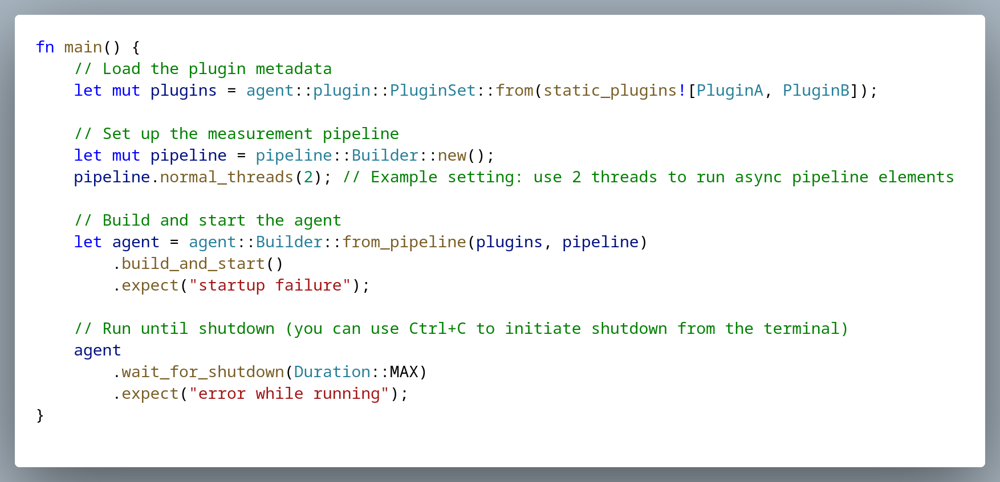 fn main() {
    // Load the plugin metadata
    let mut plugins = agent::plugin::PluginSet::from(static_plugins![PluginA, PluginB]);

    // Set up the measurement pipeline
    let mut pipeline = pipeline::Builder::new();
    pipeline.normal_threads(2); // Example setting: use 2 threads to run async pipeline elements

    // Build and start the agent
    let agent = agent::Builder::from_pipeline(plugins, pipeline)
        .build_and_start()
        .expect("startup failure");

    // Run until shutdown (you can use Ctrl+C to initiate shutdown from the terminal)
    agent
        .wait_for_shutdown(Duration::MAX)
        .expect("error while running");
}